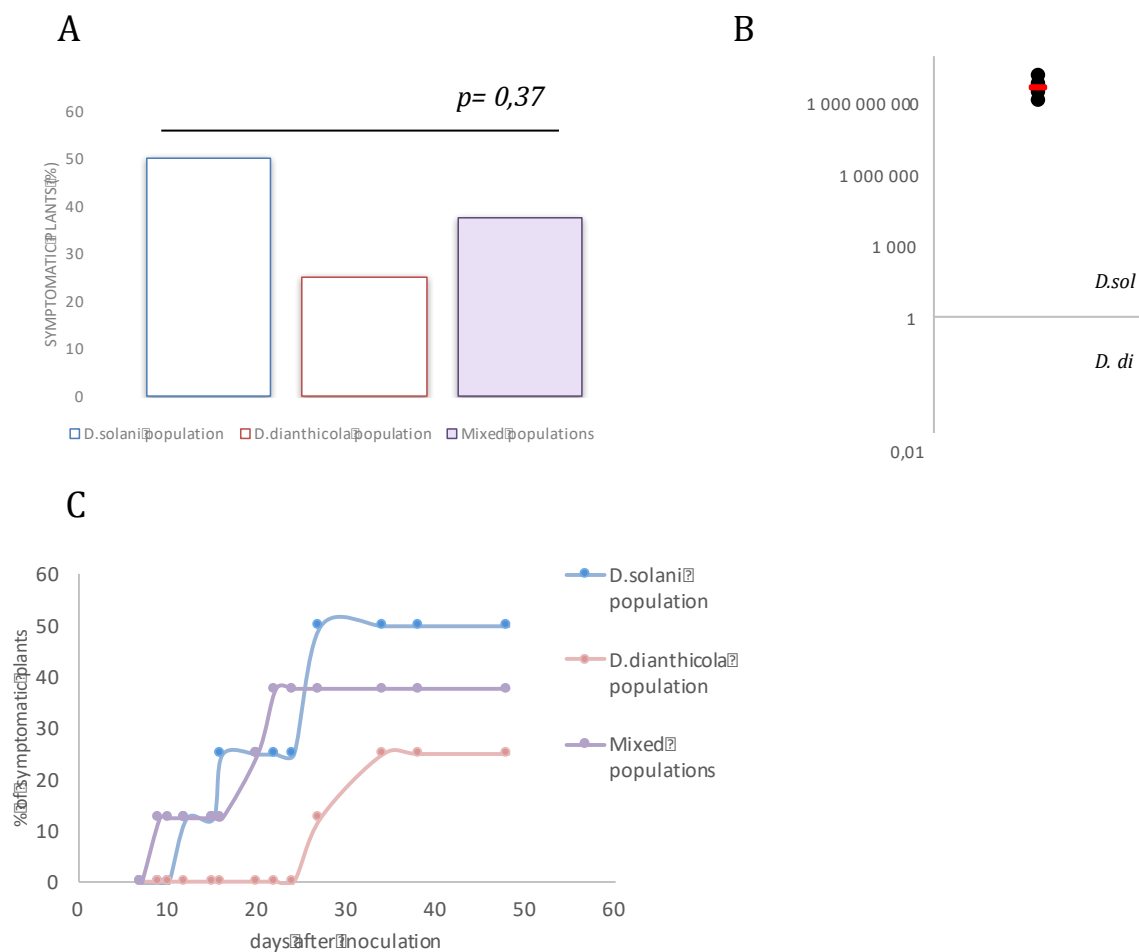 A
B
p= 0,37
60
50
40
30
20
10
0
SYMPTOMATIC PLANTS (%)
D.solani population
D.dianthicola population
Mixed populations
1 000 000 000
1 000 000
1 000
1
0,01
D.sol
D. di
C
60
50
40
30
20
10
0
% of symptomatic plants
0 10 20 30 40 50 60
days after inoculation
D.solani
population
D.dianthicola
population
Mixed
populations